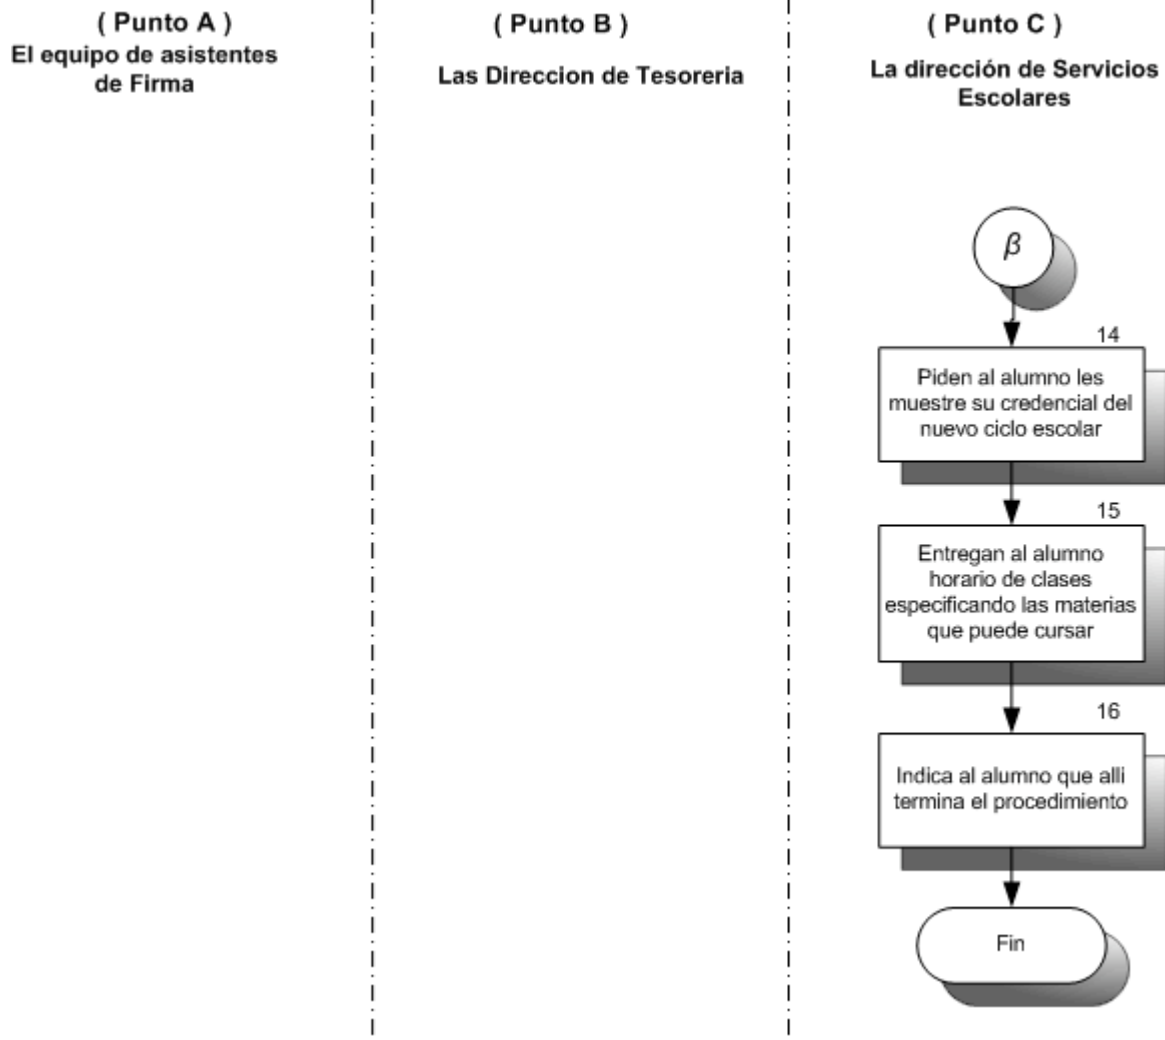 ( Punto A )
El equipo de asistentes
de Firma
( Punto B )
Las Direccion de Tesoreria
( Punto C )
La dirección de Servicios
Escolares
β
14
Piden al alumno les
muestre su credencial del
nuevo ciclo escolar
15
Entregan al alumno
horario de clases
especificando las materias
que puede cursar
16
Indica al alumno que alli
termina el procedimiento
Fin